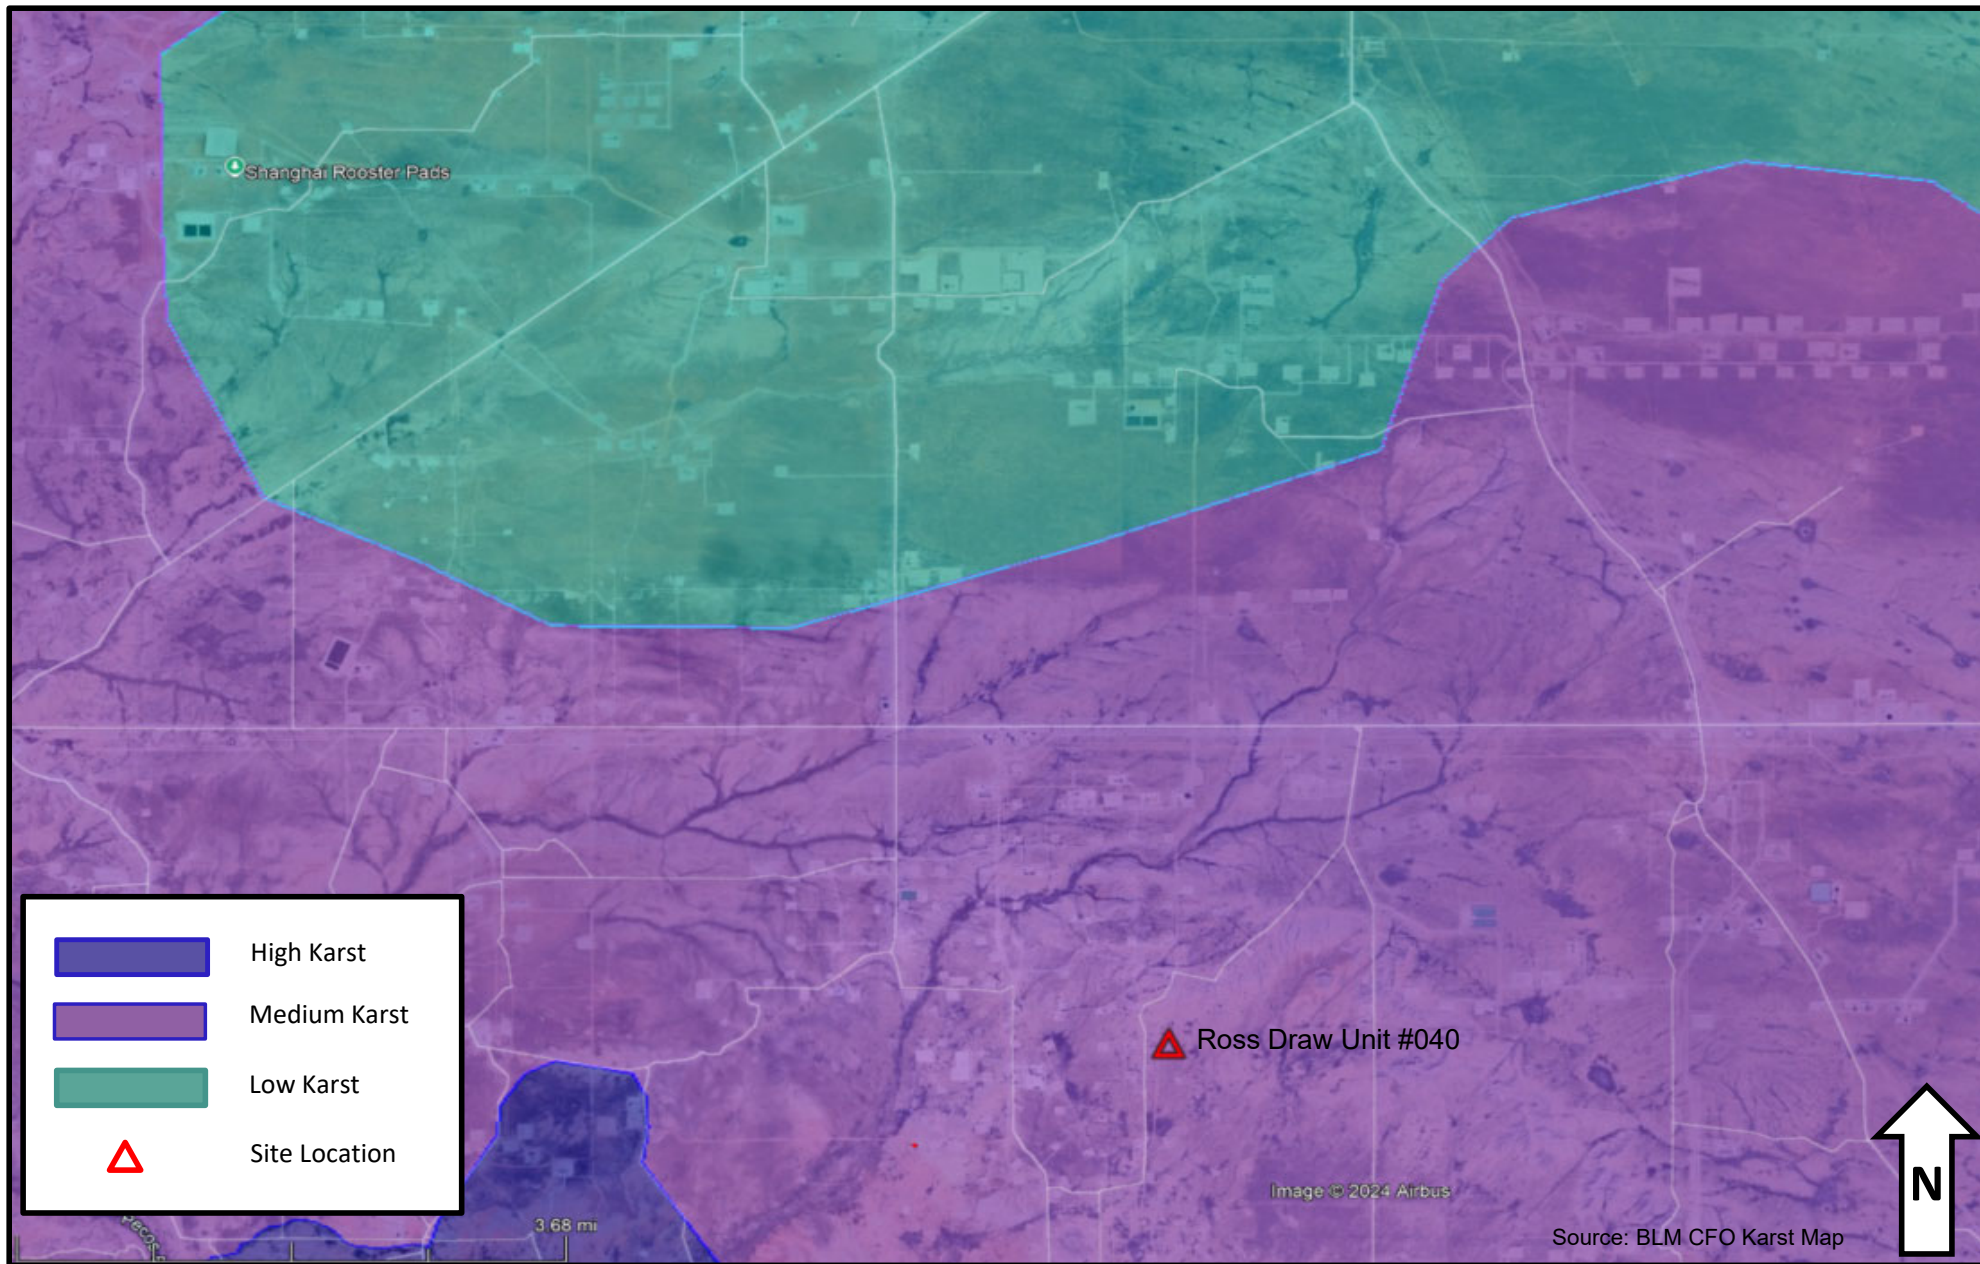 Shanghai Rooster Pads
Ross Draw Unit #040
High Karst
Medium Karst
Low Karst
Site Location
Pecos
3.68 mi
Image © 2024 Airbus
Source: BLM CFO Karst Map
N